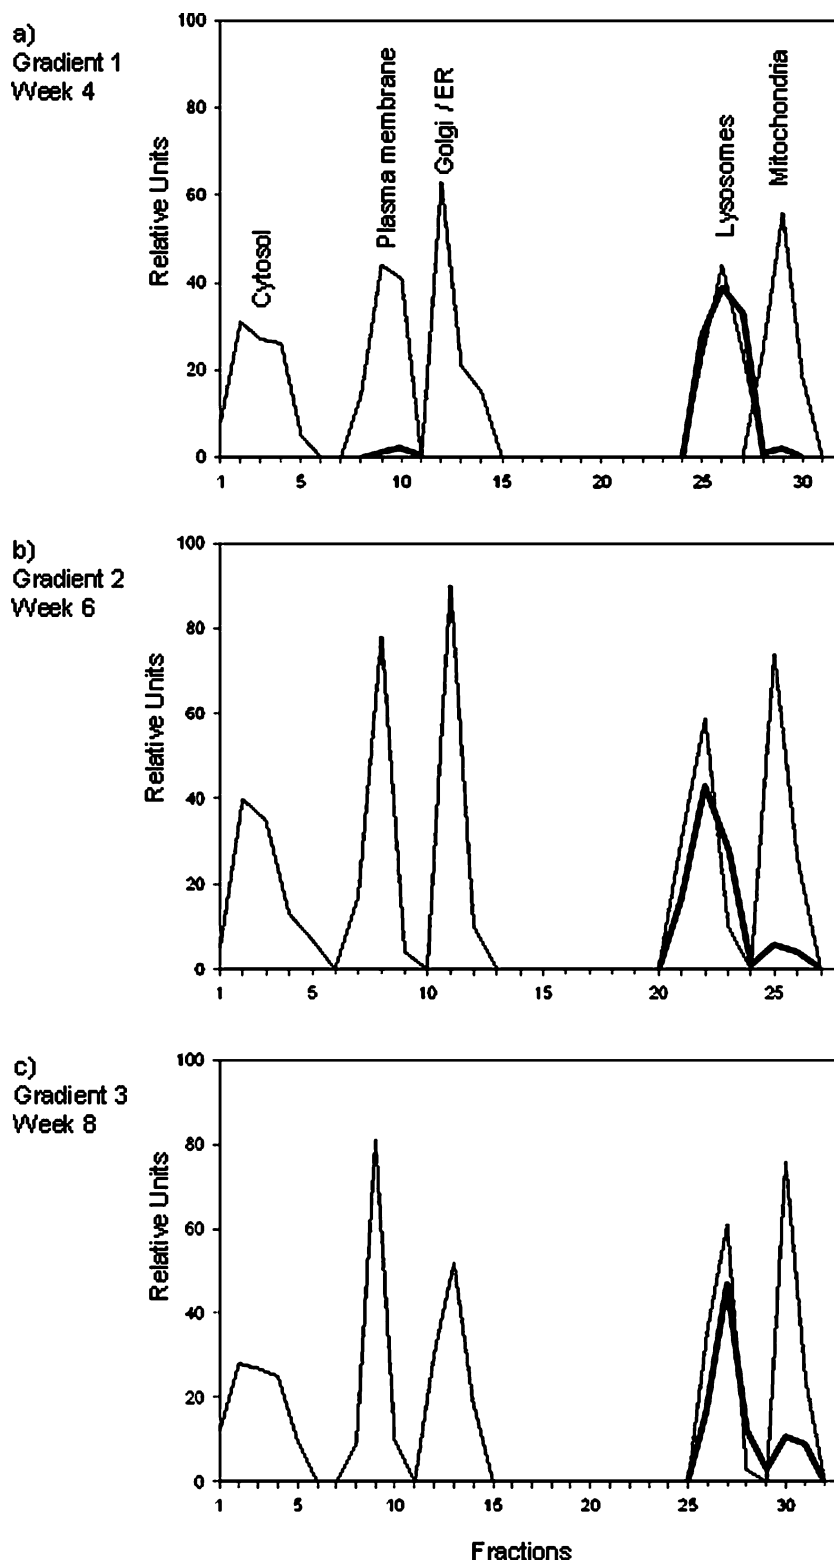 a)
Gradient 1
Week 4
Relative Units
100
80
60
40
20
0
Cytosol
Plasma membrane
Golgi / ER
Lysosomes
Mitochondria
1 5 10 15 20 25 30
b)
Gradient 2
Week 6
Relative Units
100
80
60
40
20
0
1 5 10 15 20 25
c)
Gradient 3
Week 8
Relative Units
100
80
60
40
20
0
1 5 10 15 20 25 30
Fractions